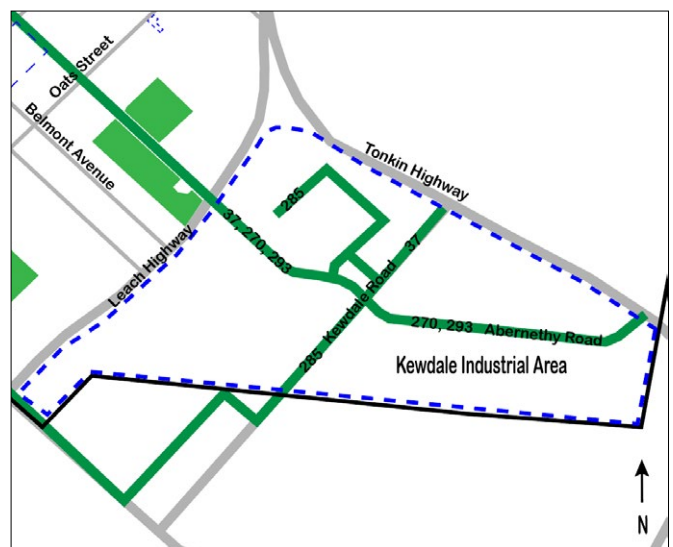 Oats Street
Belmont Avenue
Tonkin Highway
285
37, 270, 293
37
Leach Highway
285 Kewdale Road
270, 293 Abernethy Road
Kewdale Industrial Area
N